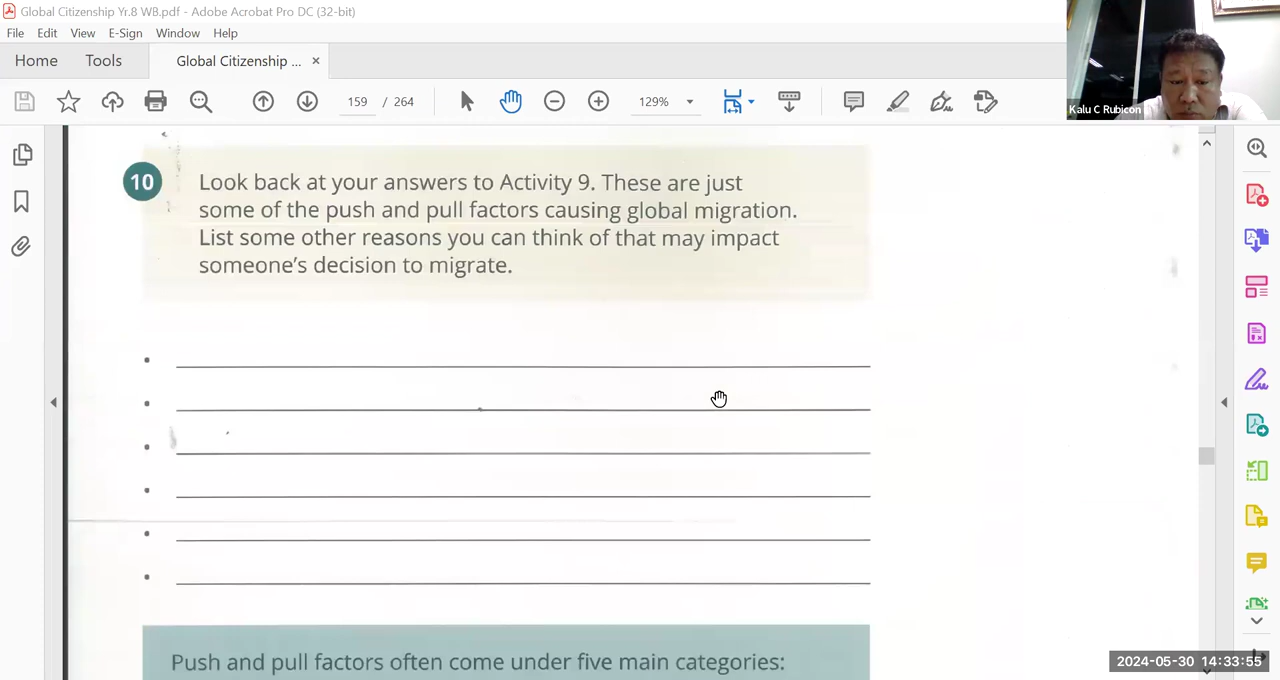 Global Citizenship Yr.8 WB.pdf - Adobe Acrobat Pro DC (32-bit)
File Edit View E-Sign Window Help
Home Tools Global Citizenship ... ×
159 / 264 129%
Kalu C Rubicon
10 Look back at your answers to Activity 9. These are just
some of the push and pull factors causing global migration.
List some other reasons you can think of that may impact
someone's decision to migrate.
Push and pull factors often come under five main categories:
2024-05-30 14:33:55